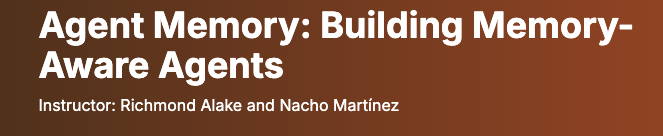 Agent Memory: Building Memory-
Aware Agents
Instructor: Richmond Alake and Nacho Martínez